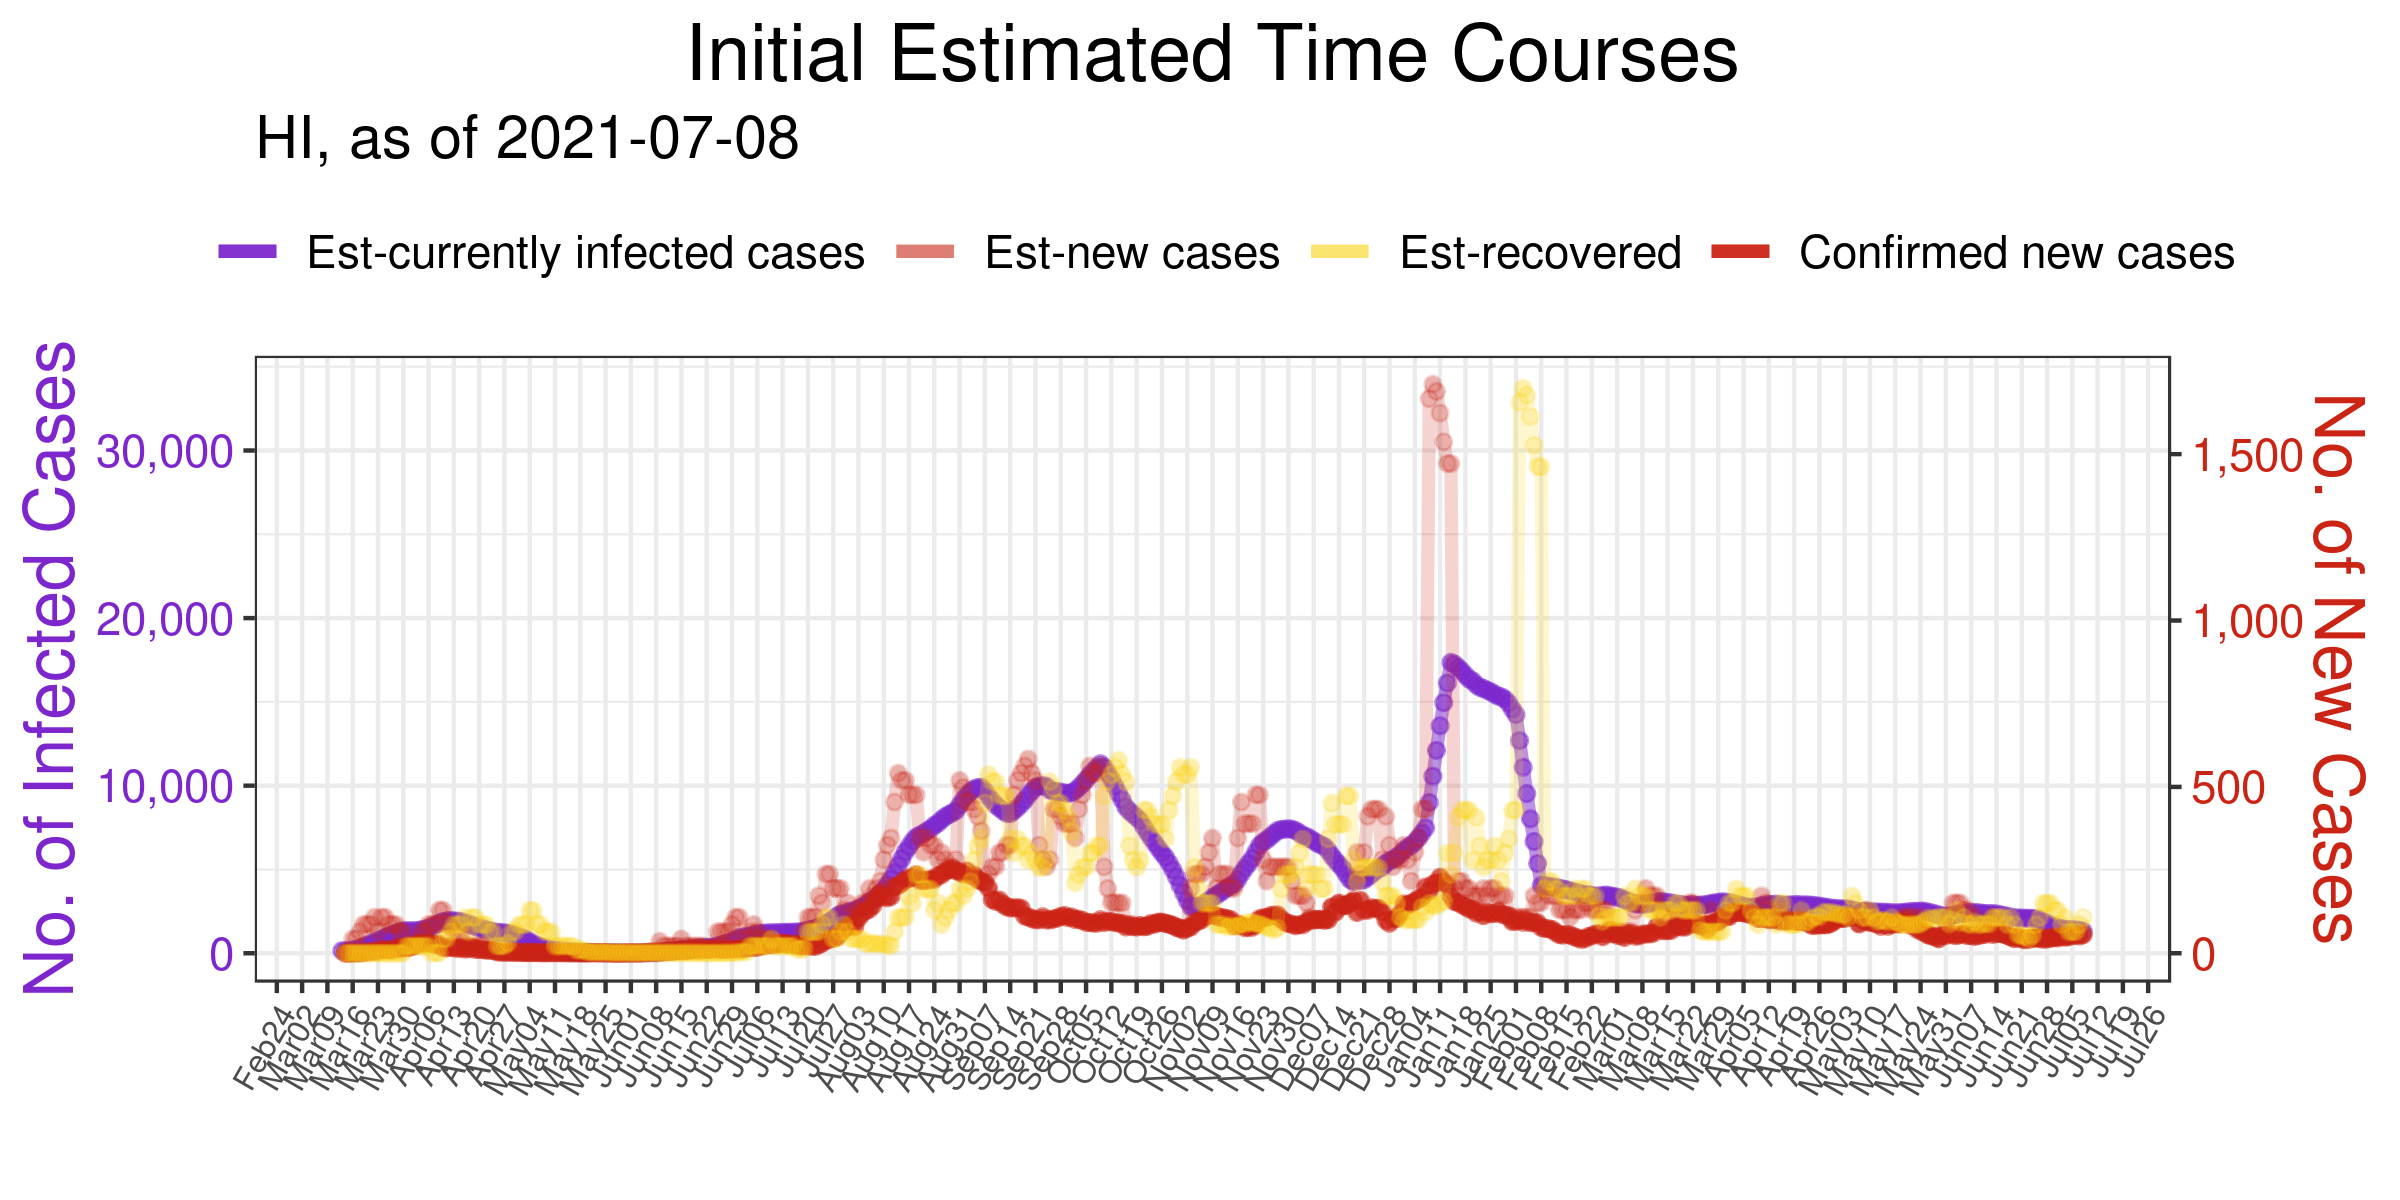 Initial Estimated Time Courses
HI, as of 2021-07-08
Est-currently infected cases
Est-new cases
Est-recovered
Confirmed new cases
No. of Infected Cases
30,000
20,000
10,000
0
1,500
1,000
500
0
No. of New Cases
Feb24
Mar02
Mar09
Mar16
Mar23
Mar30
Apr06
Apr13
Apr20
Apr27
May04
May11
May18
May25
Jun01
Jun08
Jun15
Jun22
Jun29
Jul06
Jul13
Jul20
Jul27
Aug03
Aug10
Aug17
Aug24
Aug31
Sep07
Sep14
Sep21
Sep28
Oct05
Oct12
Oct19
Oct26
Nov02
Nov09
Nov16
Nov23
Nov30
Dec07
Dec14
Dec21
Dec28
Jan04
Jan11
Jan18
Jan25
Feb01
Feb08
Feb15
Feb22
Mar01
Mar08
Mar15
Mar22
Mar29
Apr05
Apr12
Apr19
Apr26
May03
May10
May17
May24
May31
Jun07
Jun14
Jun21
Jun28
Jul05
Jul12
Jul19
Jul26